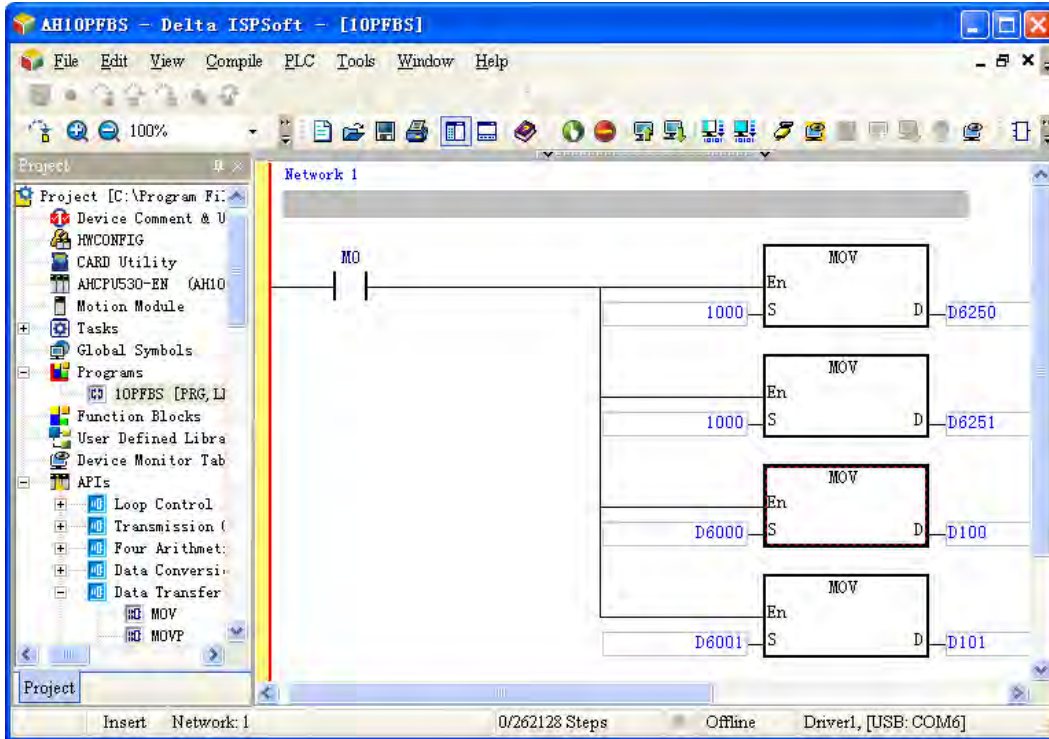 AH10PFBS - Delta ISPSoft - [10PFBS]
File Edit View Compile PLC Tools Window Help
100%
Project
Network 1
Project [C:\Program Fi
Device Comment & U
HWCONFIG
CARD Utility
AHCPU530-EN (AH10
Motion Module
Tasks
Global Symbols
Programs
10PFBS [PRG, L
Function Blocks
User Defined Libra
Device Monitor Tab
APIs
Loop Control
Transmission (
Four Arithmet
Data Conversi
Data Transfer
MOV
MOVP
Project
M0
MOV
En
1000 S D D6250
MOV
En
1000 S D D6251
MOV
En
D6000 S D D100
MOV
En
D6001 S D D101
Insert Network: 1 0/262128 Steps Offline Driver1, [USB: COM6]